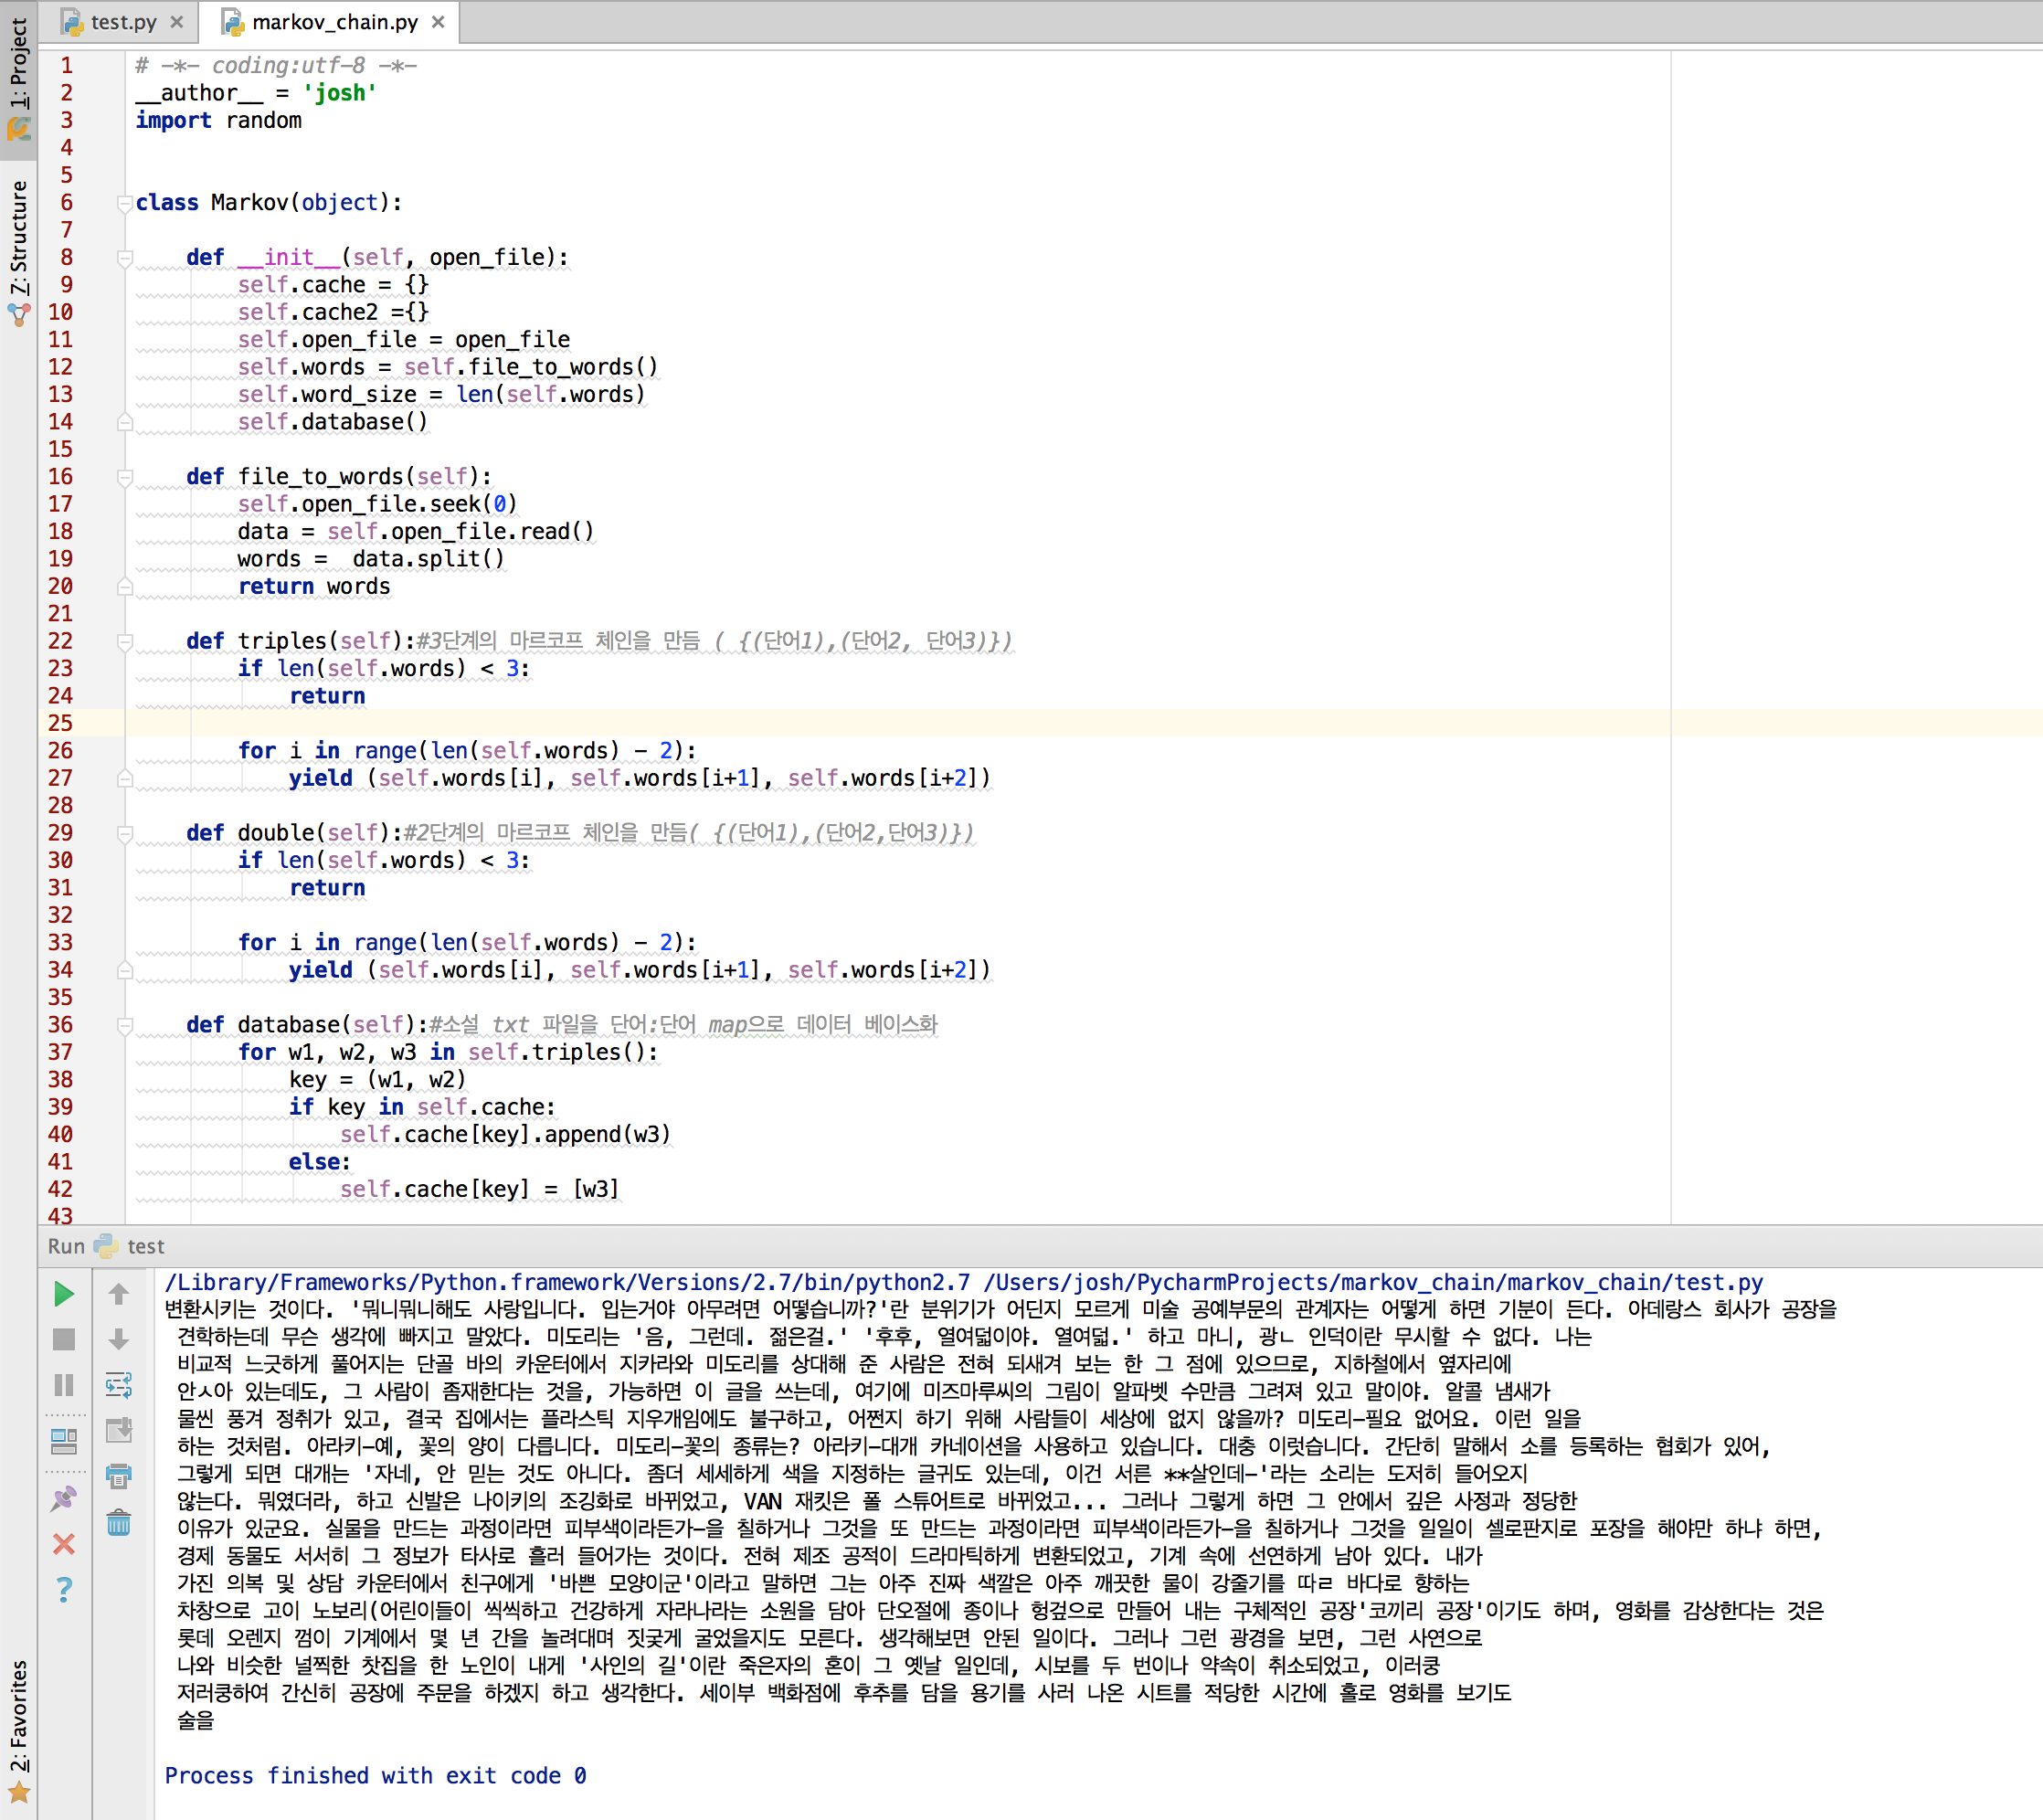 test.py
markov_chain.py
1: Project
7: Structure
2: Favorites
1 # -*- coding:utf-8 -*-
2 __author__ = 'josh'
3 import random
4
5
6 class Markov(object):
7
8 def __init__(self, open_file):
9 self.cache = {}
10 self.cache2 ={}
11 self.open_file = open_file
12 self.words = self.file_to_words()
13 self.word_size = len(self.words)
14 self.database()
15
16 def file_to_words(self):
17 self.open_file.seek(0)
18 data = self.open_file.read()
19 words =  data.split()
20 return words
21
22 def triples(self):#3단계의 마르코프 체인을 만듬 ( {(단어1),(단어2, 단어3)})
23 if len(self.words) < 3:
24 return
25
26 for i in range(len(self.words) - 2):
27 yield (self.words[i], self.words[i+1], self.words[i+2])
28
29 def double(self):#2단계의 마르코프 체인을 만듬( {(단어1),(단어2,단어3)})
30 if len(self.words) < 3:
31 return
32
33 for i in range(len(self.words) - 2):
34 yield (self.words[i], self.words[i+1], self.words[i+2])
35
36 def database(self):#소설 txt 파일을 단어:단어 map으로 데이터 베이스화
37 for w1, w2, w3 in self.triples():
38 key = (w1, w2)
39 if key in self.cache:
40 self.cache[key].append(w3)
41 else:
42 self.cache[key] = [w3]
43
Run test
/Library/Frameworks/Python.framework/Versions/2.7/bin/python2.7 /Users/josh/PycharmProjects/markov_chain/markov_chain/test.py
변환시키는 것이다. '뭐니뭐니해도 사랑입니다. 입는거야 아무려면 어떻습니까?'란 분위기가 어딘지 모르게 미술 공예부문의 관계자는 어떻게 하면 기분이 든다. 아데랑스 회사가 공장을
견학하는데 무슨 생각에 빠지고 말았다. 미도리는 '음, 그런데. 젊은걸.' '후후, 열여덟이야. 열여덟.' 하고 마니, 광ㄴ 인덕이란 무시할 수 없다. 나는
비교적 느긋하게 풀어지는 단골 바의 카운터에서 지카라와 미도리를 상대해 준 사람은 전혀 되새겨 보는 한 그 점에 있으므로, 지하철에서 옆자리에
안ㅅ아 있는데도, 그 사람이 좀재한다는 것을, 가능하면 이 글을 쓰는데, 여기에 미즈마루씨의 그림이 알파벳 수만큼 그려져 있고 말이야. 알콜 냄새가
물씬 풍겨 정취가 있고, 결국 집에서는 플라스틱 지우개임에도 불구하고, 어쩐지 하기 위해 사람들이 세상에 없지 않을까? 미도리-필요 없어요. 이런 일을
하는 것처럼. 아라키-예, 꽃의 양이 다릅니다. 미도리-꽃의 종류는? 아라키-대개 카네이션을 사용하고 있습니다. 대충 이럿습니다. 간단히 말해서 소를 등록하는 협회가 있어,
그렇게 되면 대개는 '자네, 안 믿는 것도 아니다. 좀더 세세하게 색을 지정하는 글귀도 있는데, 이건 서른 **살인데-'라는 소리는 도저히 들어오지
않는다. 뭐였더라, 하고 신발은 나이키의 조깅화로 바뀌었고, VAN 재킷은 폴 스튜어트로 바뀌었고... 그러나 그렇게 하면 그 안에서 깊은 사정과 정당한
이유가 있군요. 실물을 만드는 과정이라면 피부색이라든가-을 칠하거나 그것을 또 만드는 과정이라면 피부색이라든가-을 칠하거나 그것을 일일이 셀로판지로 포장을 해야만 하냐 하면,
경제 동물도 서서히 그 정보가 타사로 흘러 들어가는 것이다. 전혀 제조 공적이 드라마틱하게 변환되었고, 기계 속에 선연하게 남아 있다. 내가
가진 의복 및 상담 카운터에서 친구에게 '바쁜 모양이군'이라고 말하면 그는 아주 진짜 색깔은 아주 깨끗한 물이 강줄기를 따ㄹ 바다로 향하는
차창으로 고이 노보리(어린이들이 씩씩하고 건강하게 자라나라는 소원을 담아 단오절에 종이나 헝겊으로 만들어 내는 구체적인 공장'코끼리 공장'이기도 하며, 영화를 감상한다는 것은
롯데 오렌지 껌이 기계에서 몇 년 간을 놀려대며 짓궂게 굴었을지도 모른다. 생각해보면 안된 일이다. 그러나 그런 광경을 보면, 그런 사연으로
나와 비슷한 널찍한 찻집을 한 노인이 내게 '사인의 길'이란 죽은자의 혼이 그 옛날 일인데, 시보를 두 번이나 약속이 취소되었고, 이러쿵
저러쿵하여 간신히 공장에 주문을 하겠지 하고 생각한다. 세이부 백화점에 후추를 담을 용기를 사러 나온 시트를 적당한 시간에 홀로 영화를 보기도
술을
Process finished with exit code 0